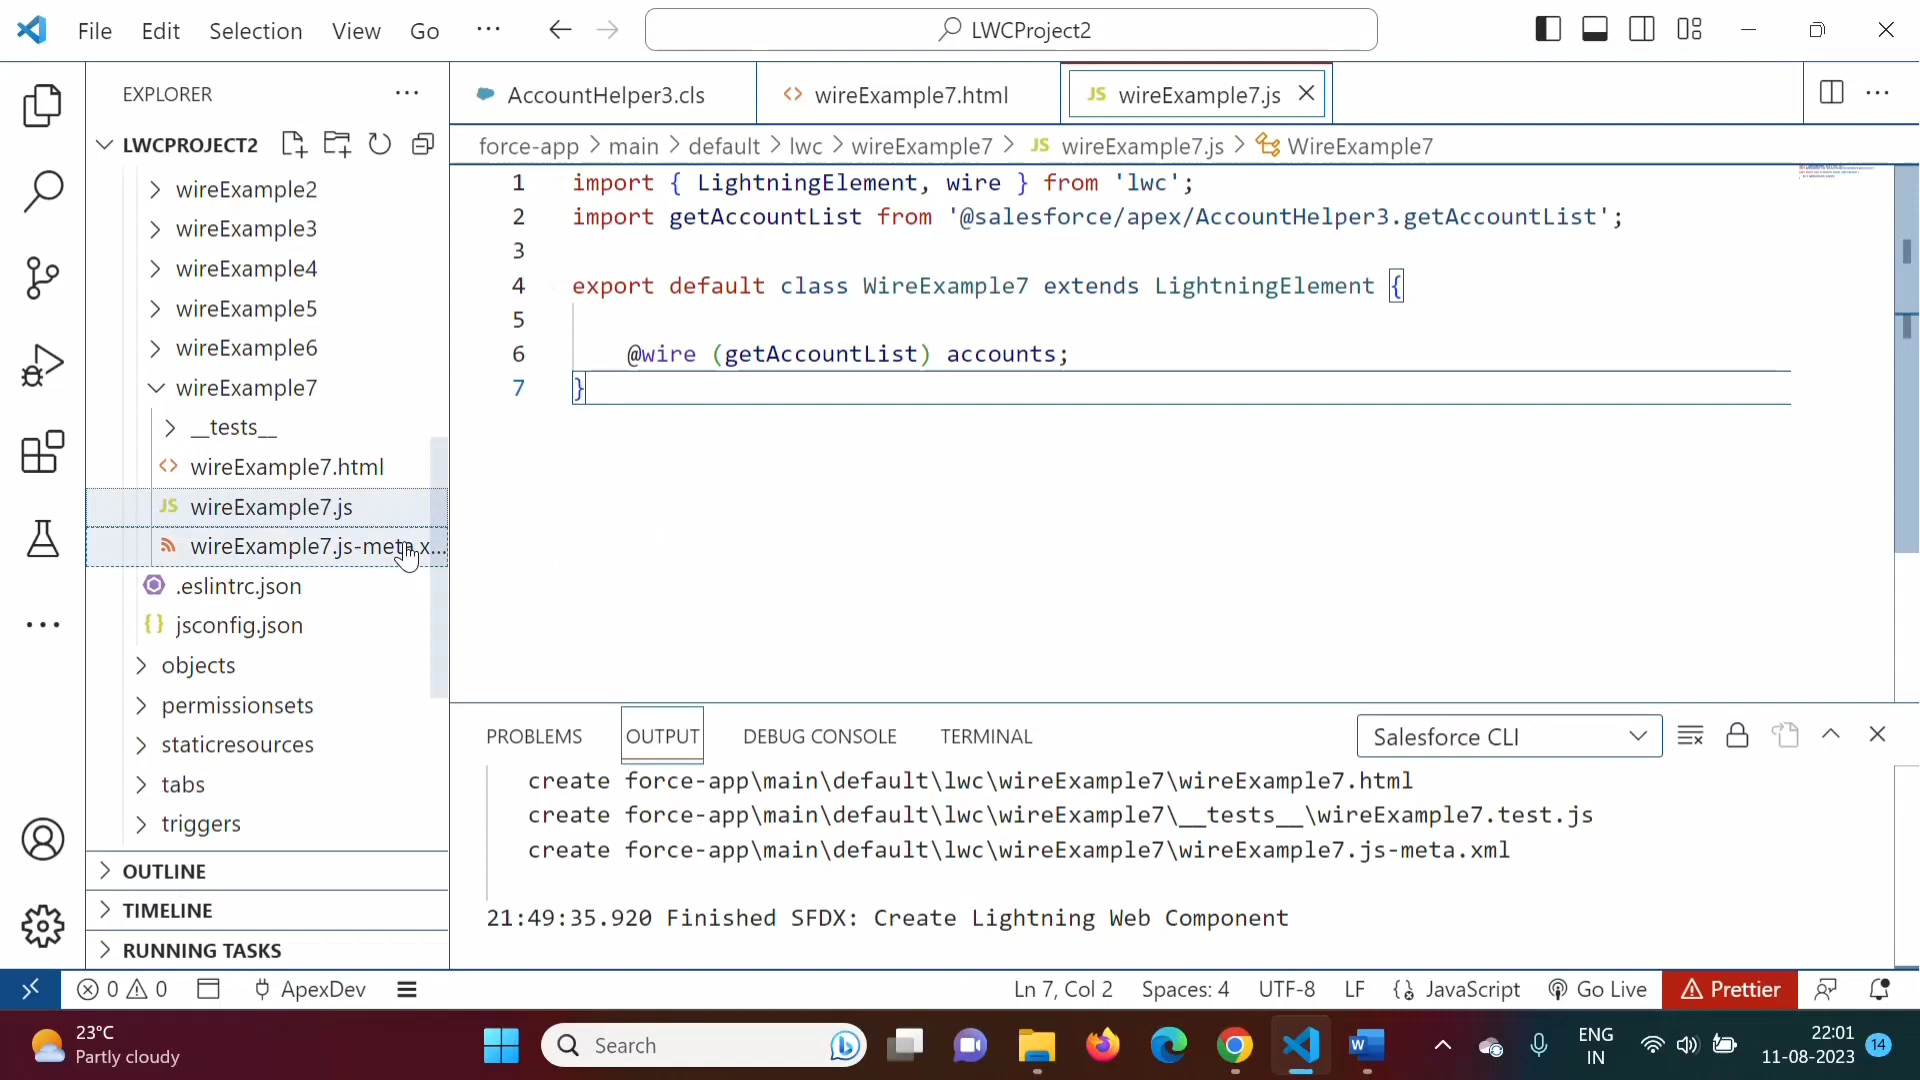 File Edit Selection View Go ··· LWCProject2
EXPLORER ···
LWCPROJECT2
wireExample2
wireExample3
wireExample4
wireExample5
wireExample6
wireExample7
__tests__
wireExample7.html
JS wireExample7.js
wireExample7.js-meta.x...
.eslintrc.json
jsconfig.json
objects
permissionsets
staticresources
tabs
triggers
OUTLINE
TIMELINE
RUNNING TASKS
AccountHelper3.cls wireExample7.html JS wireExample7.js
force-app > main > default > lwc > wireExample7 > JS wireExample7.js > WireExample7
1 import { LightningElement, wire } from 'lwc';
2 import getAccountList from '@salesforce/apex/AccountHelper3.getAccountList';
3
4 export default class WireExample7 extends LightningElement {
5
6 @wire (getAccountList) accounts;
7 }
PROBLEMS OUTPUT DEBUG CONSOLE TERMINAL Salesforce CLI
create force-app\main\default\lwc\wireExample7\wireExample7.html
create force-app\main\default\lwc\wireExample7\__tests__\wireExample7.test.js
create force-app\main\default\lwc\wireExample7\wireExample7.js-meta.xml
21:49:35.920 Finished SFDX: Create Lightning Web Component
0 0 ApexDev Ln 7, Col 2 Spaces: 4 UTF-8 LF JavaScript Go Live Prettier
23°C
Partly cloudy
Search
ENG
IN
22:01
11-08-2023
14